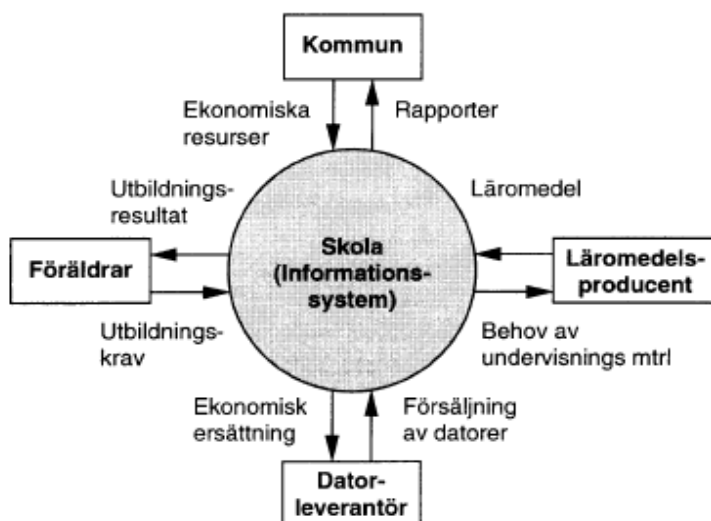 Kommun
Ekonomiska
resurser
Rapporter
Utbildnings-
resultat
Läromedel
Föräldrar
Skola
(Informations-
system)
Läromedels-
producent
Utbildnings-
krav
Behov av
undervisnings mtrl
Ekonomisk
ersättning
Försäljning
av datorer
Dator-
leverantör